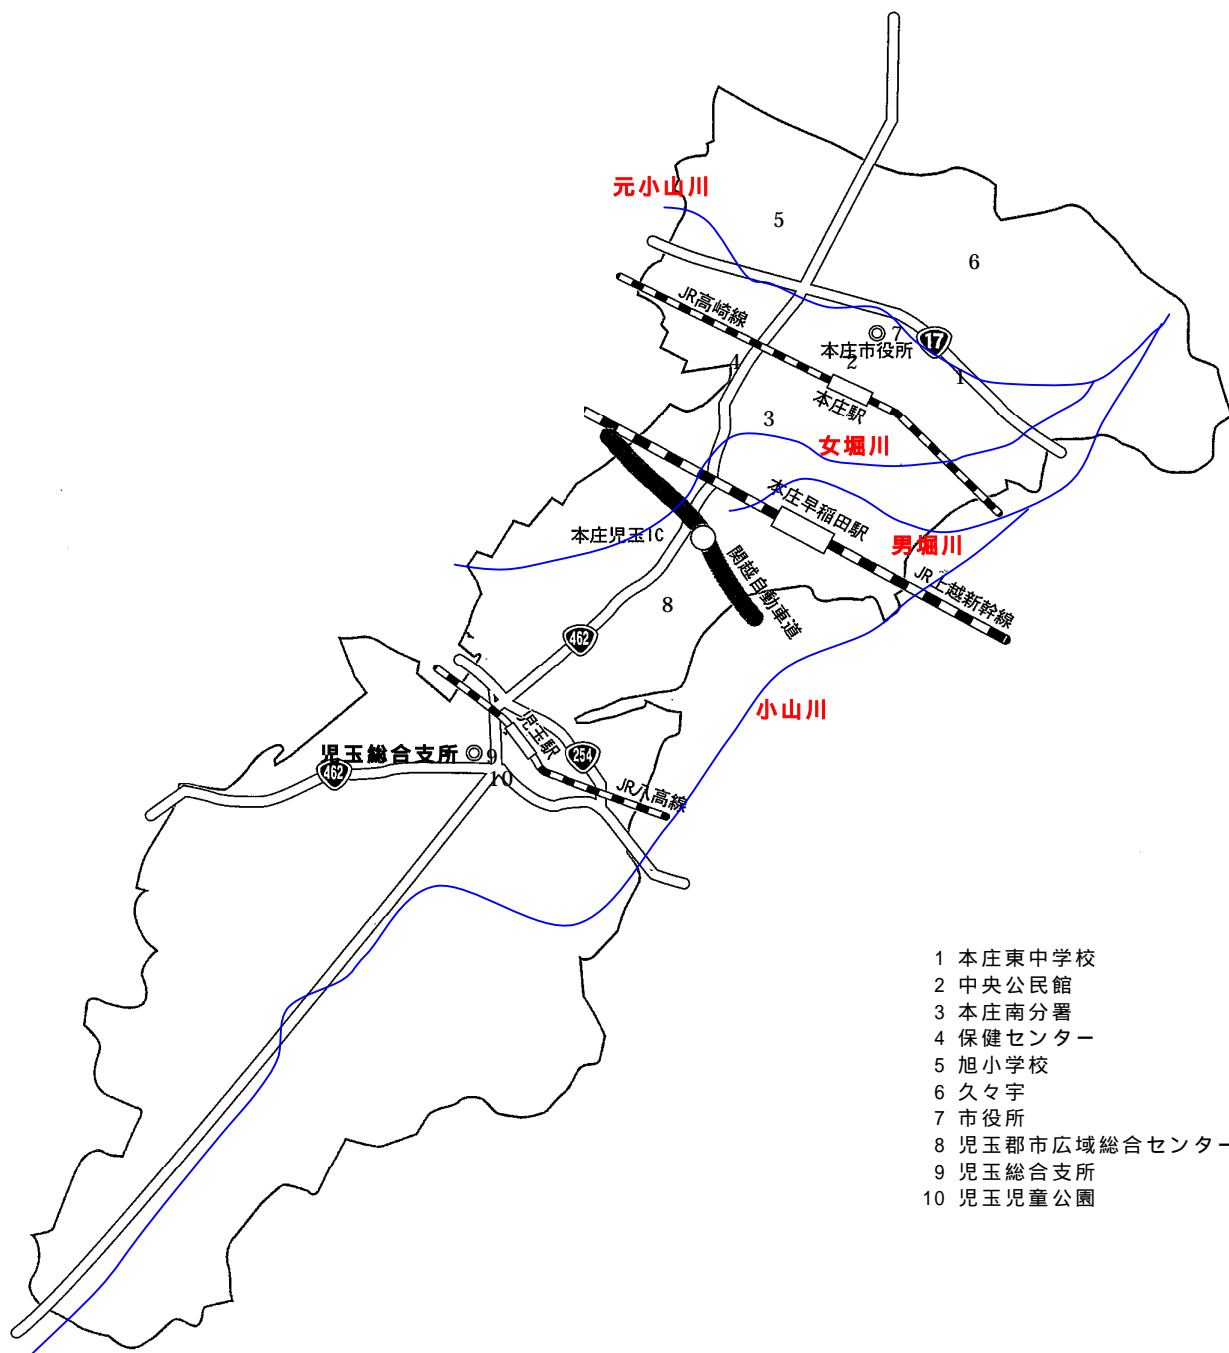 元小山川
5
6
JR高崎線
7
17
本庄市役所
4
2
1
本庄駅
3
女堀川
本庄早稲田駅
本庄児玉IC
男堀川
関越自動車道
JR上越新幹線
8
462
小山川
児玉駅
児玉総合支所
9
254
462
10
JR八高線
1 本庄東中学校
2 中央公民館
3 本庄南分署
4 保健センター
5 旭小学校
6 久々宇
7 市役所
8 児玉郡市広域総合センター
9 児玉総合支所
10 児玉児童公園